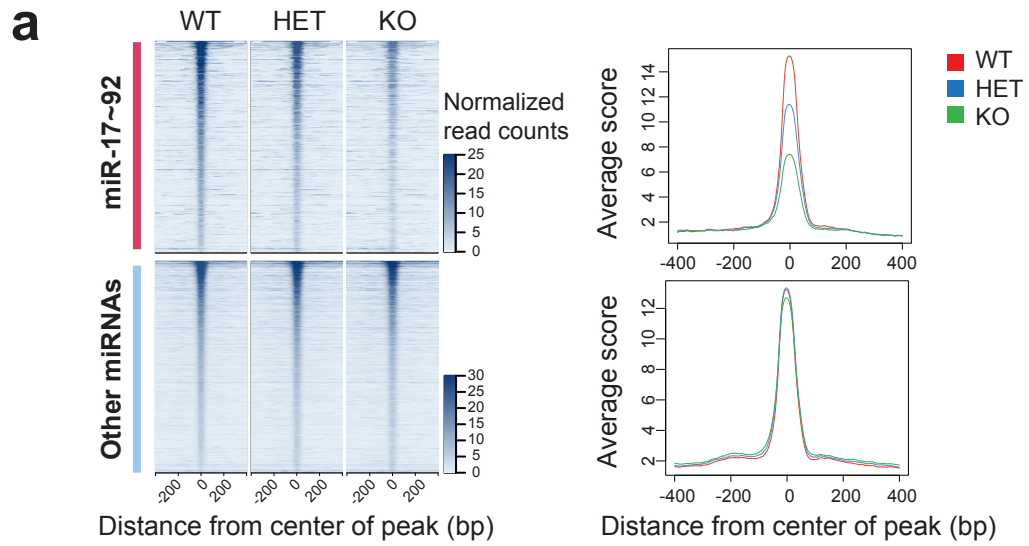 a
WT HET KO
miR-17~92
Normalized
read counts
25
20
15
10
5
0
Other miRNAs
30
25
20
15
10
5
0
-200 0 200 -200 0 200 -200 0 200
Distance from center of peak (bp)
Average score
14
12
10
8
6
4
2
-400 -200 0 200 400
WT
HET
KO
Average score
12
10
8
6
4
2
-400 -200 0 200 400
Distance from center of peak (bp)